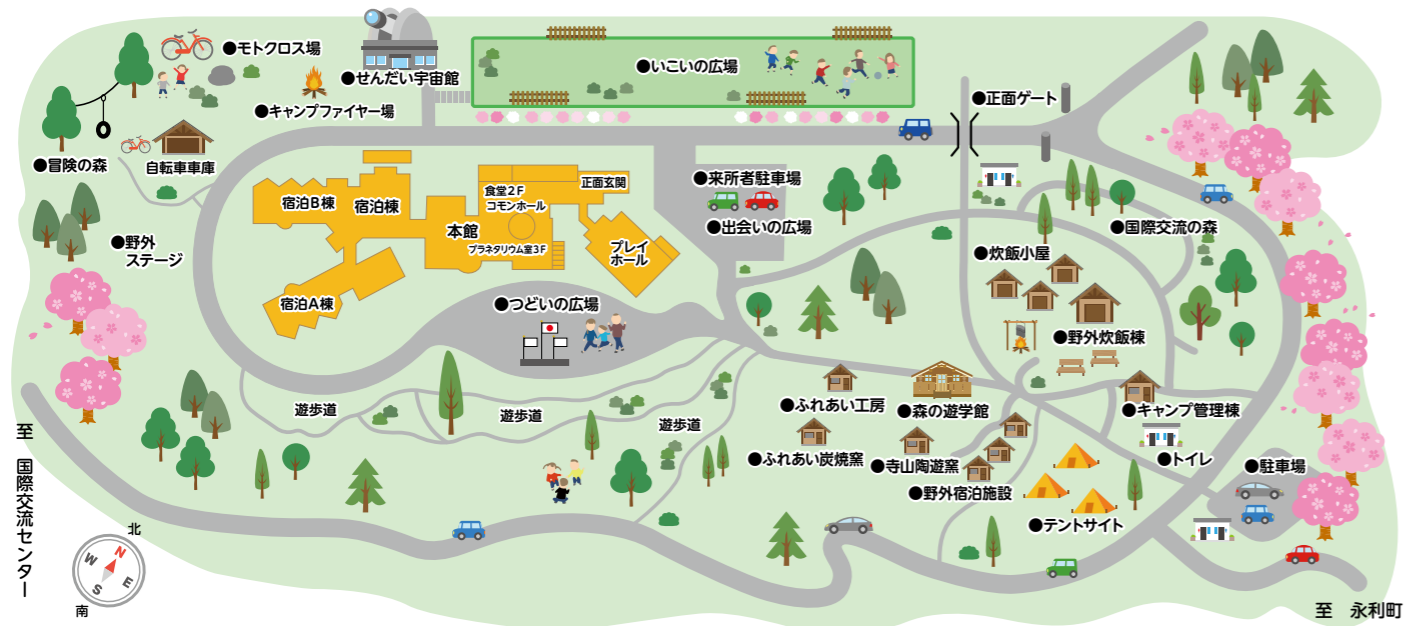 ●モトクロス場
●せんだい宇宙館
●いこいの広場
●キャンプファイヤー場
●正面ゲート
●冒険の森
自転車車庫
宿泊B棟
宿泊棟
食堂2F
コモンホール
正面玄関
●来所者駐車場
本館
プラネタリウム室3F
プレイ
ホール
●出会いの広場
●国際交流の森
●野外
ステージ
●炊飯小屋
宿泊A棟
●つどいの広場
●野外炊飯棟
遊歩道
遊歩道
遊歩道
●ふれあい工房
●森の遊学館
●キャンプ管理棟
●ふれあい炭焼窯
●寺山陶遊窯
●トイレ
●駐車場
●野外宿泊施設
●テントサイト
至 国際交流センター
北
N
W
E
S
南
至 永利町